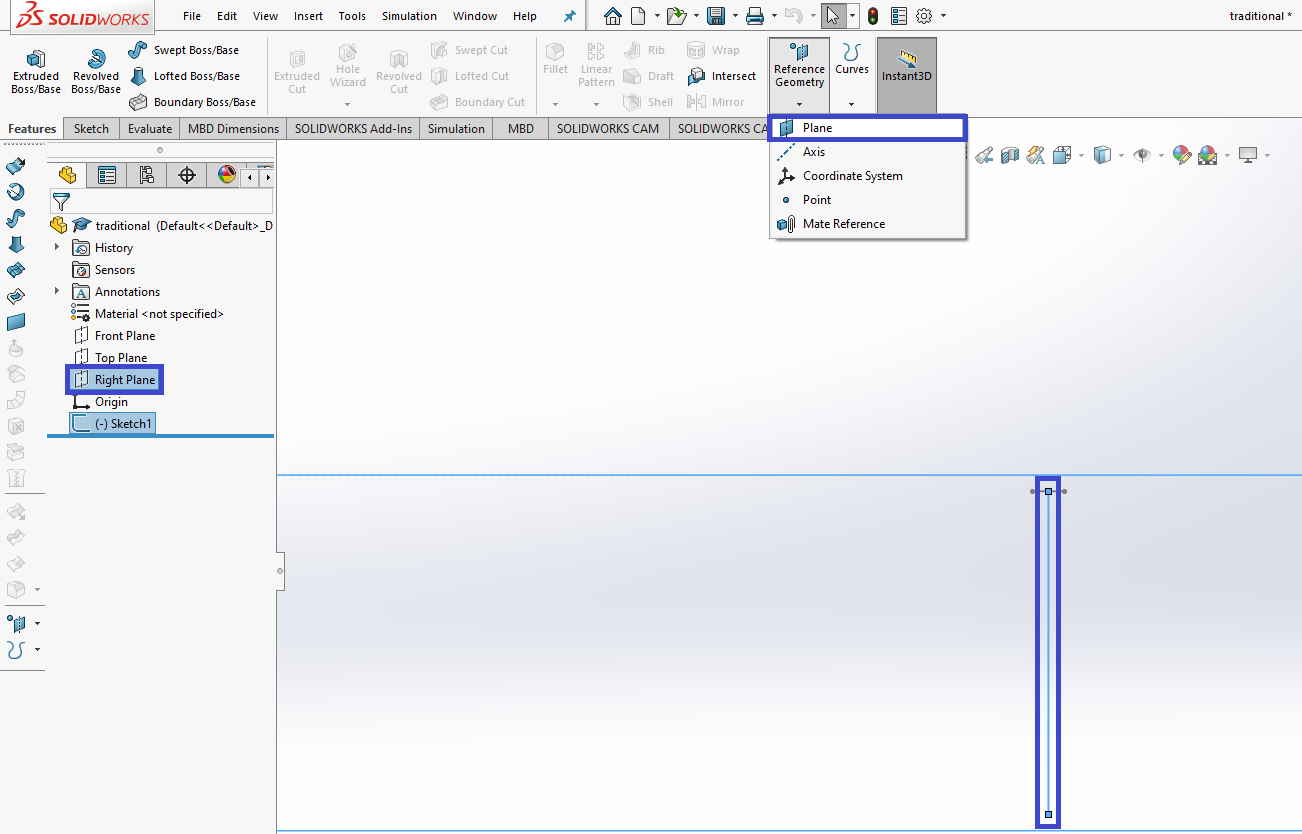 SOLIDWORKS File Edit View Insert Tools Simulation Window Help traditional *
Extruded Boss/Base
Revolved Boss/Base
Swept Boss/Base
Lofted Boss/Base
Boundary Boss/Base
Extruded Cut
Hole Wizard
Revolved Cut
Swept Cut
Lofted Cut
Boundary Cut
Fillet
Linear Pattern
Rib
Draft
Shell
Wrap
Intersect
Mirror
Reference Geometry
Curves
Instant3D
Features Sketch Evaluate MBD Dimensions SOLIDWORKS Add-Ins Simulation MBD SOLIDWORKS CAM SOLIDWORKS CA
Plane
Axis
Coordinate System
Point
Mate Reference
traditional (Default<<Default>_D
History
Sensors
Annotations
Material <not specified>
Front Plane
Top Plane
Right Plane
Origin
(-) Sketch1